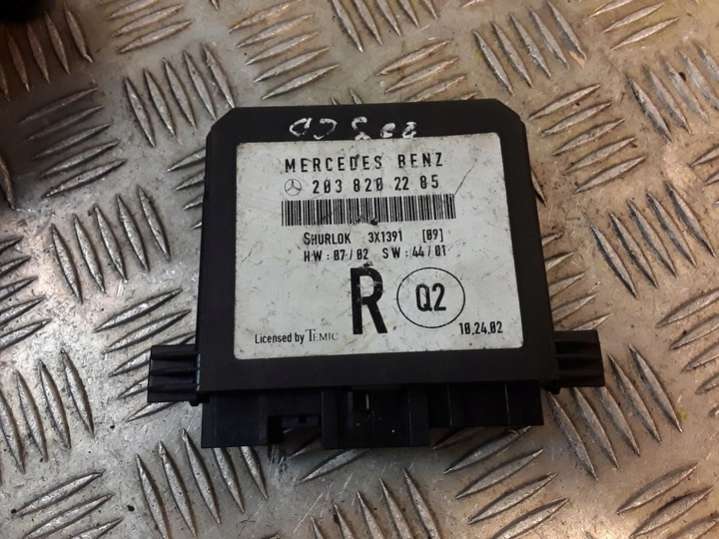 MERCEDES BENZ
203 820 22 85
SHURLOK 3X1391 [09]
HW: 07/02 SW: 44/01
R Q2
Licensed by TEMIC 10.24.02